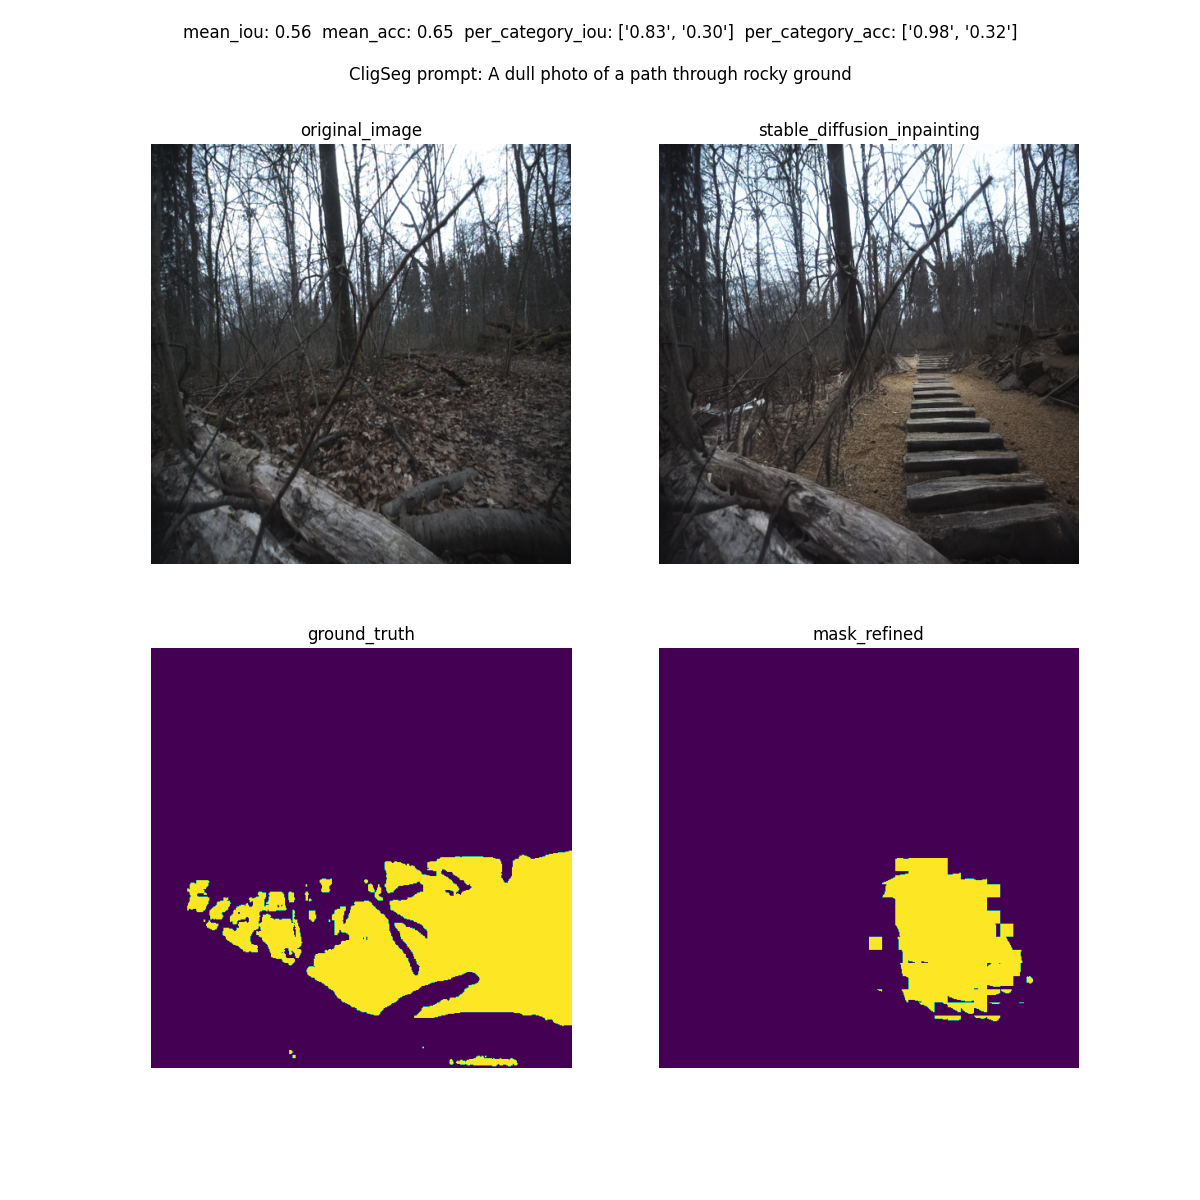 mean_iou: 0.56  mean_acc: 0.65  per_category_iou: ['0.83', '0.30']  per_category_acc: ['0.98', '0.32']
CligSeg prompt: A dull photo of a path through rocky ground
original_image
stable_diffusion_inpainting
ground_truth
mask_refined